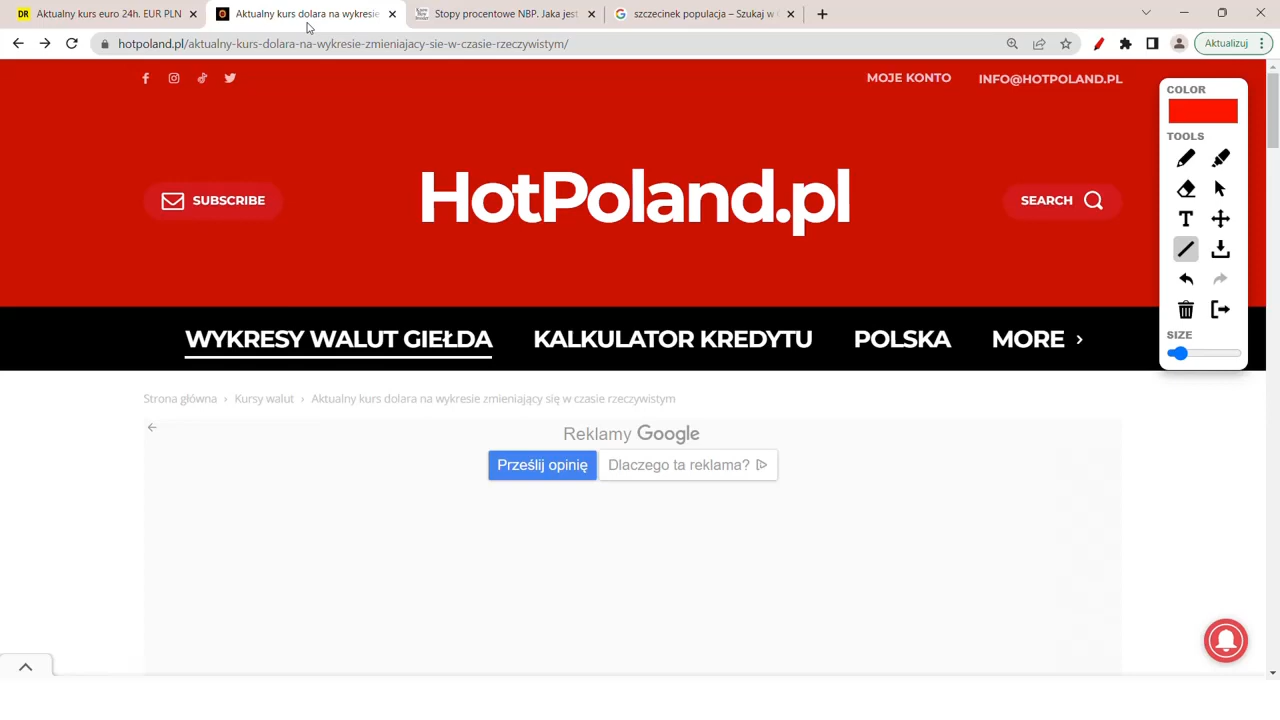 DR Aktualny kurs euro 24h. EUR PLN
Aktualny kurs dolara na wykresie
Stopy procentowe NBP. Jaka jest
szczecinek populacja – Szukaj w
hotpoland.pl/aktualny-kurs-dolara-na-wykresie-zmieniajacy-sie-w-czasie-rzeczywistym/
Aktualizuj
MOJE KONTO
INFO@HOTPOLAND.PL
SUBSCRIBE
HotPoland.pl
SEARCH
COLOR
TOOLS
T
SIZE
WYKRESY WALUT GIEŁDA
KALKULATOR KREDYTU
POLSKA
MORE ›
Strona główna › Kursy walut › Aktualny kurs dolara na wykresie zmieniający się w czasie rzeczywistym
Reklamy Google
Prześlij opinię
Dlaczego ta reklama?